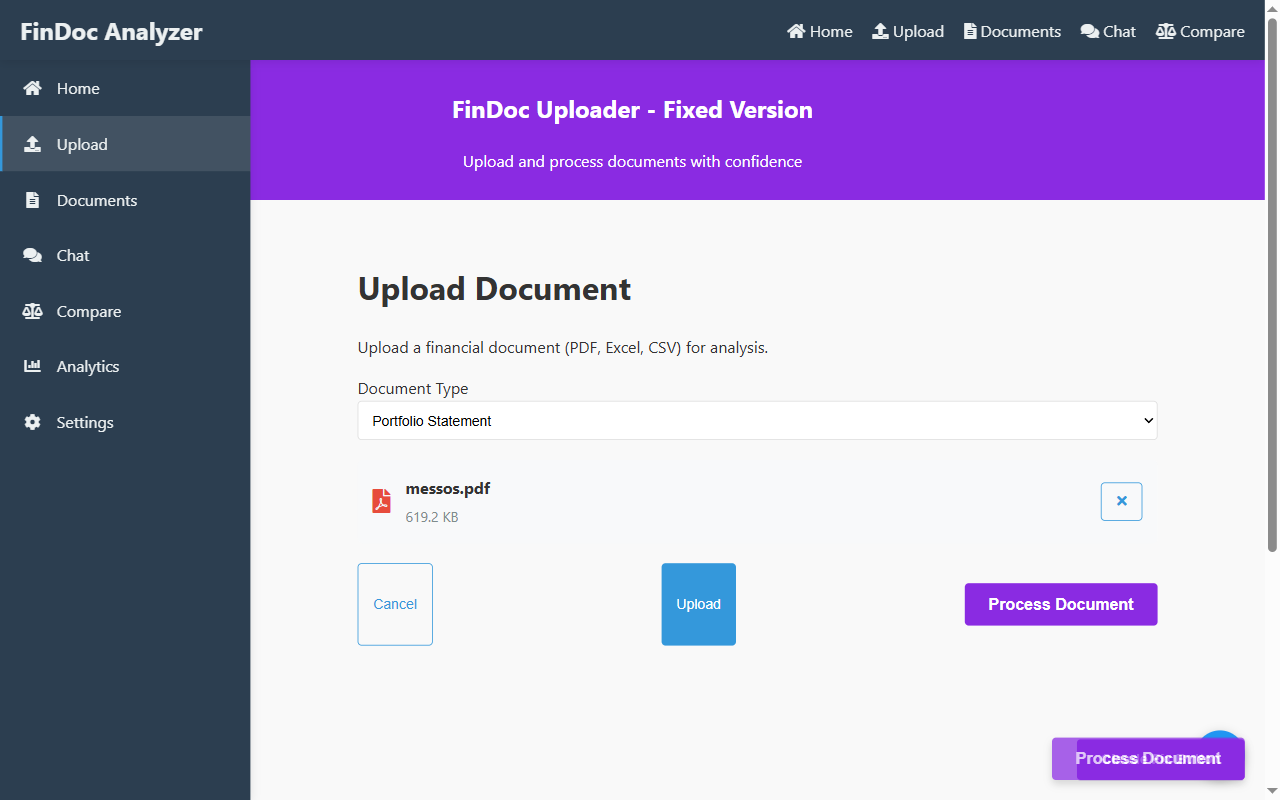 FinDoc Analyzer
Home Upload Documents Chat Compare
Home
Upload
Documents
Chat
Compare
Analytics
Settings
FinDoc Uploader - Fixed Version
Upload and process documents with confidence
Upload Document
Upload a financial document (PDF, Excel, CSV) for analysis.
Document Type
Portfolio Statement
messos.pdf
619.2 KB
Cancel
Upload
Process Document
Process Document